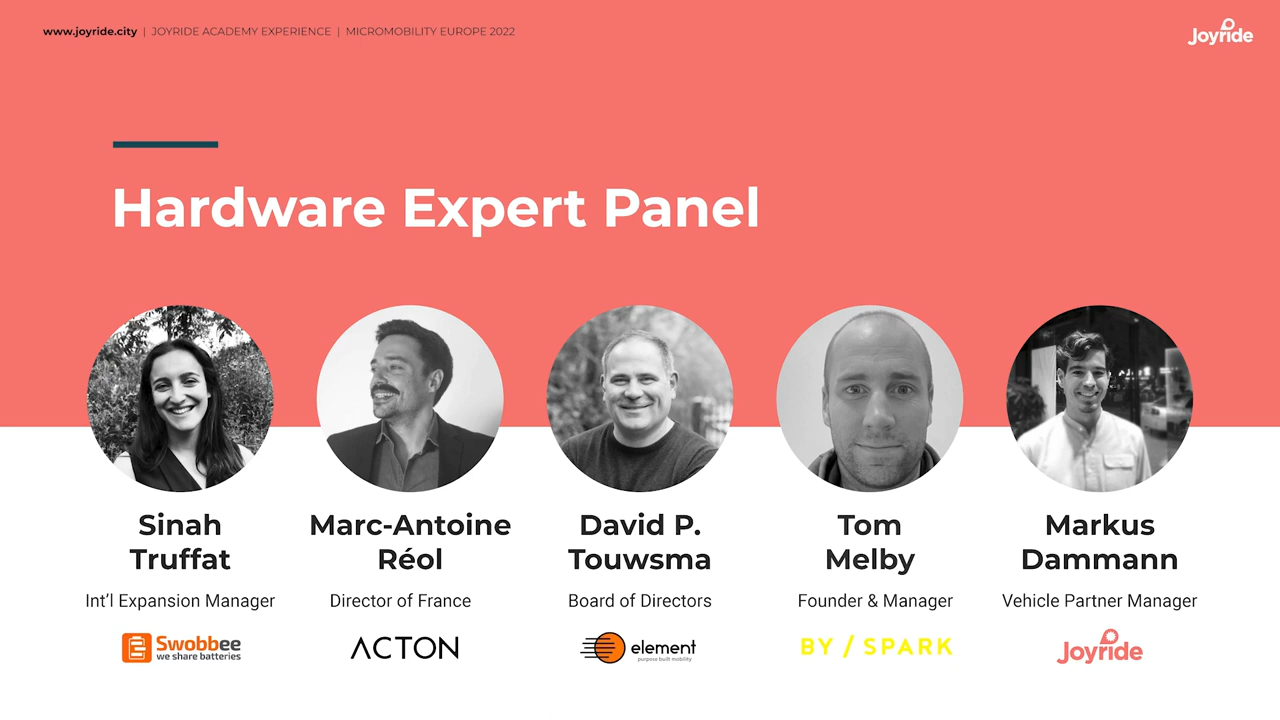 www.joyride.city | JOYRIDE ACADEMY EXPERIENCE | MICROMOBILITY EUROPE 2022
Joyride
Hardware Expert Panel
Sinah
Truffat
Int'l Expansion Manager
Swobbee
we share batteries
Marc-Antoine
Réol
Director of France
ACTON
David P.
Touwsma
Board of Directors
element
purpose built mobility
Tom
Melby
Founder & Manager
BY / SPARK
Markus
Dammann
Vehicle Partner Manager
Joyride